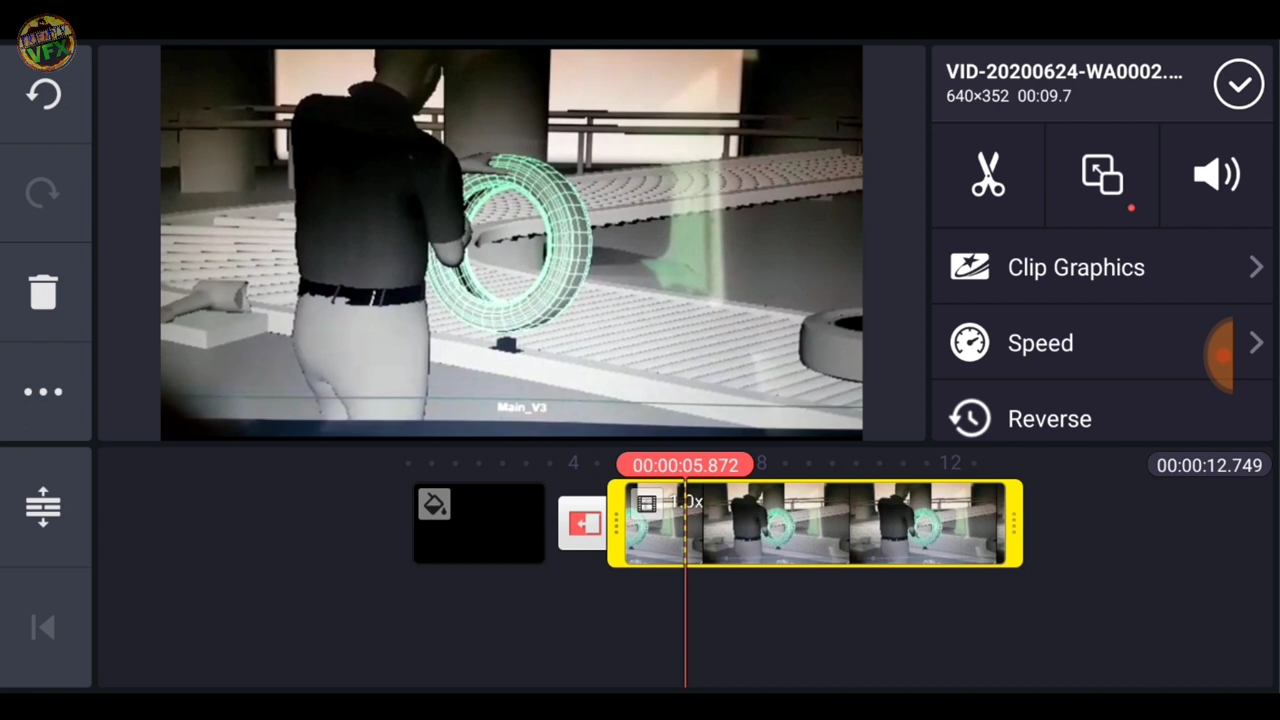 VFX
VID-20200624-WA0002....
640×352 00:09.7
Clip Graphics
Speed
Reverse
Main_V3
4
00:00:05.872
8
12
00:00:12.749
1.0x